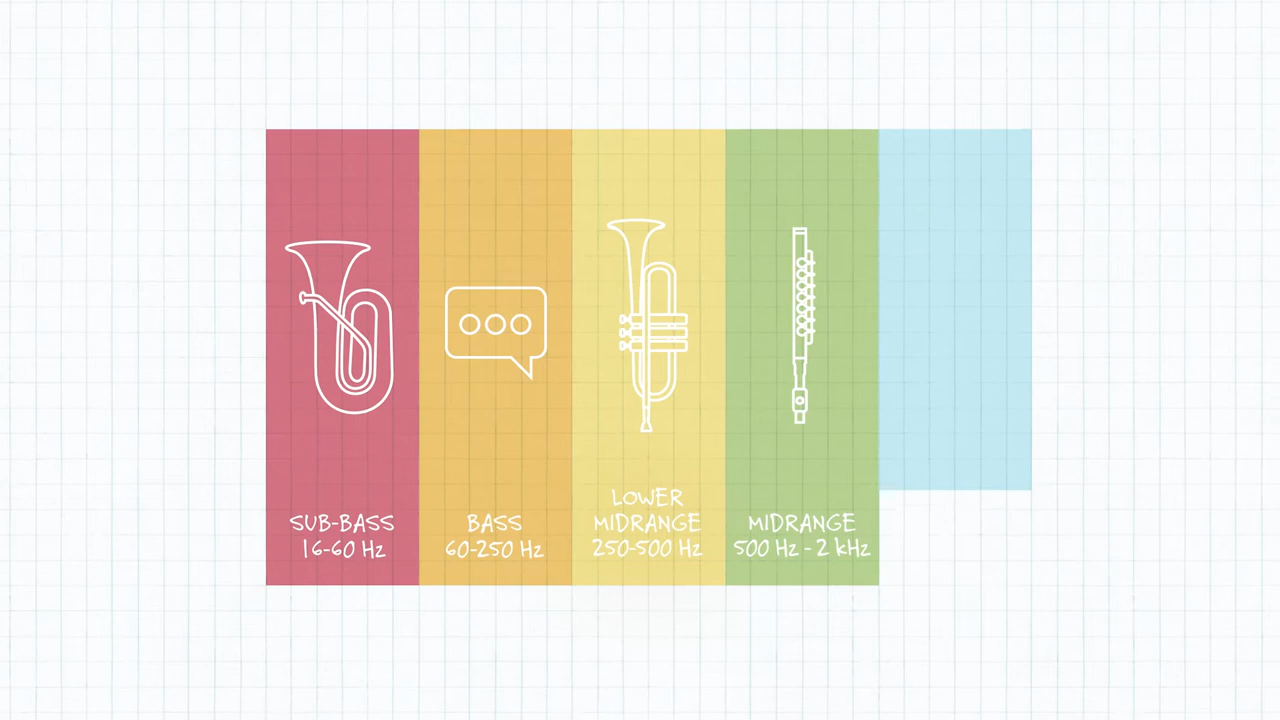 SUB-BASS
16-60 Hz
BASS
60-250 Hz
LOWER
MIDRANGE
250-500 Hz
MIDRANGE
500 Hz - 2 kHz